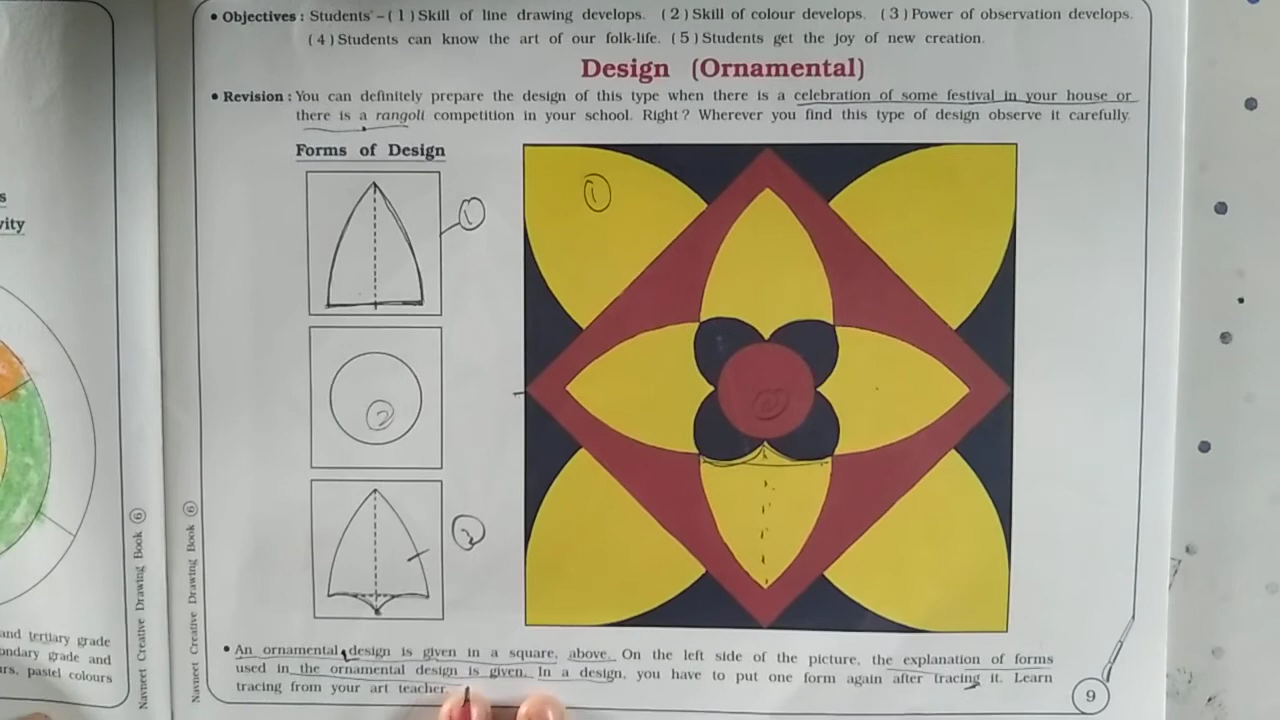 • Objectives : Students' – ( 1 ) Skill of line drawing develops. ( 2 ) Skill of colour develops. ( 3 ) Power of observation develops.
( 4 ) Students can know the art of our folk-life. ( 5 ) Students get the joy of new creation.
Design (Ornamental)
• Revision : You can definitely prepare the design of this type when there is a celebration of some festival in your house or
there is a rangoli competition in your school. Right ? Wherever you find this type of design observe it carefully.
Forms of Design
1
1
2
2
• An ornamental design is given in a square, above. On the left side of the picture, the explanation of forms
used in the ornamental design is given. In a design, you have to put one form again after tracing it. Learn
tracing from your art teacher.
9
Navneet Creative Drawing Book 6
Navneet Creative Drawing Book 6
and tertiary grade
ondary grade and
urs, pastel colours
s
vity